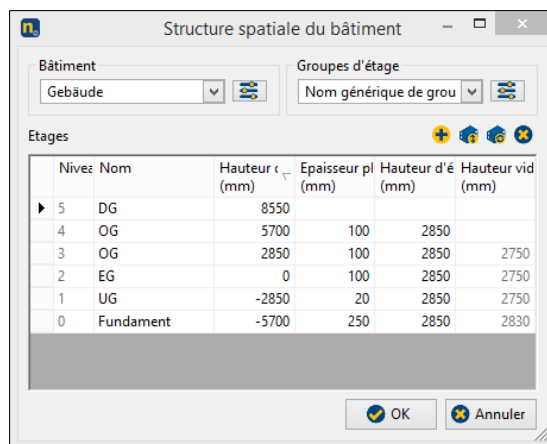 n
Structure spatiale du bâtiment
Bâtiment Groupes d'étage
Gebäude Nom générique de grou
Etages
Nivea Nom Hauteur c Epaisseur pl Hauteur d'é Hauteur vid
(mm) (mm) (mm) (mm)
5 DG 8550
4 OG 5700 100 2850
3 OG 2850 100 2850 2750
2 EG 0 100 2850 2750
1 UG -2850 20 2850 2750
0 Fundament -5700 250 2850 2830
OK Annuler